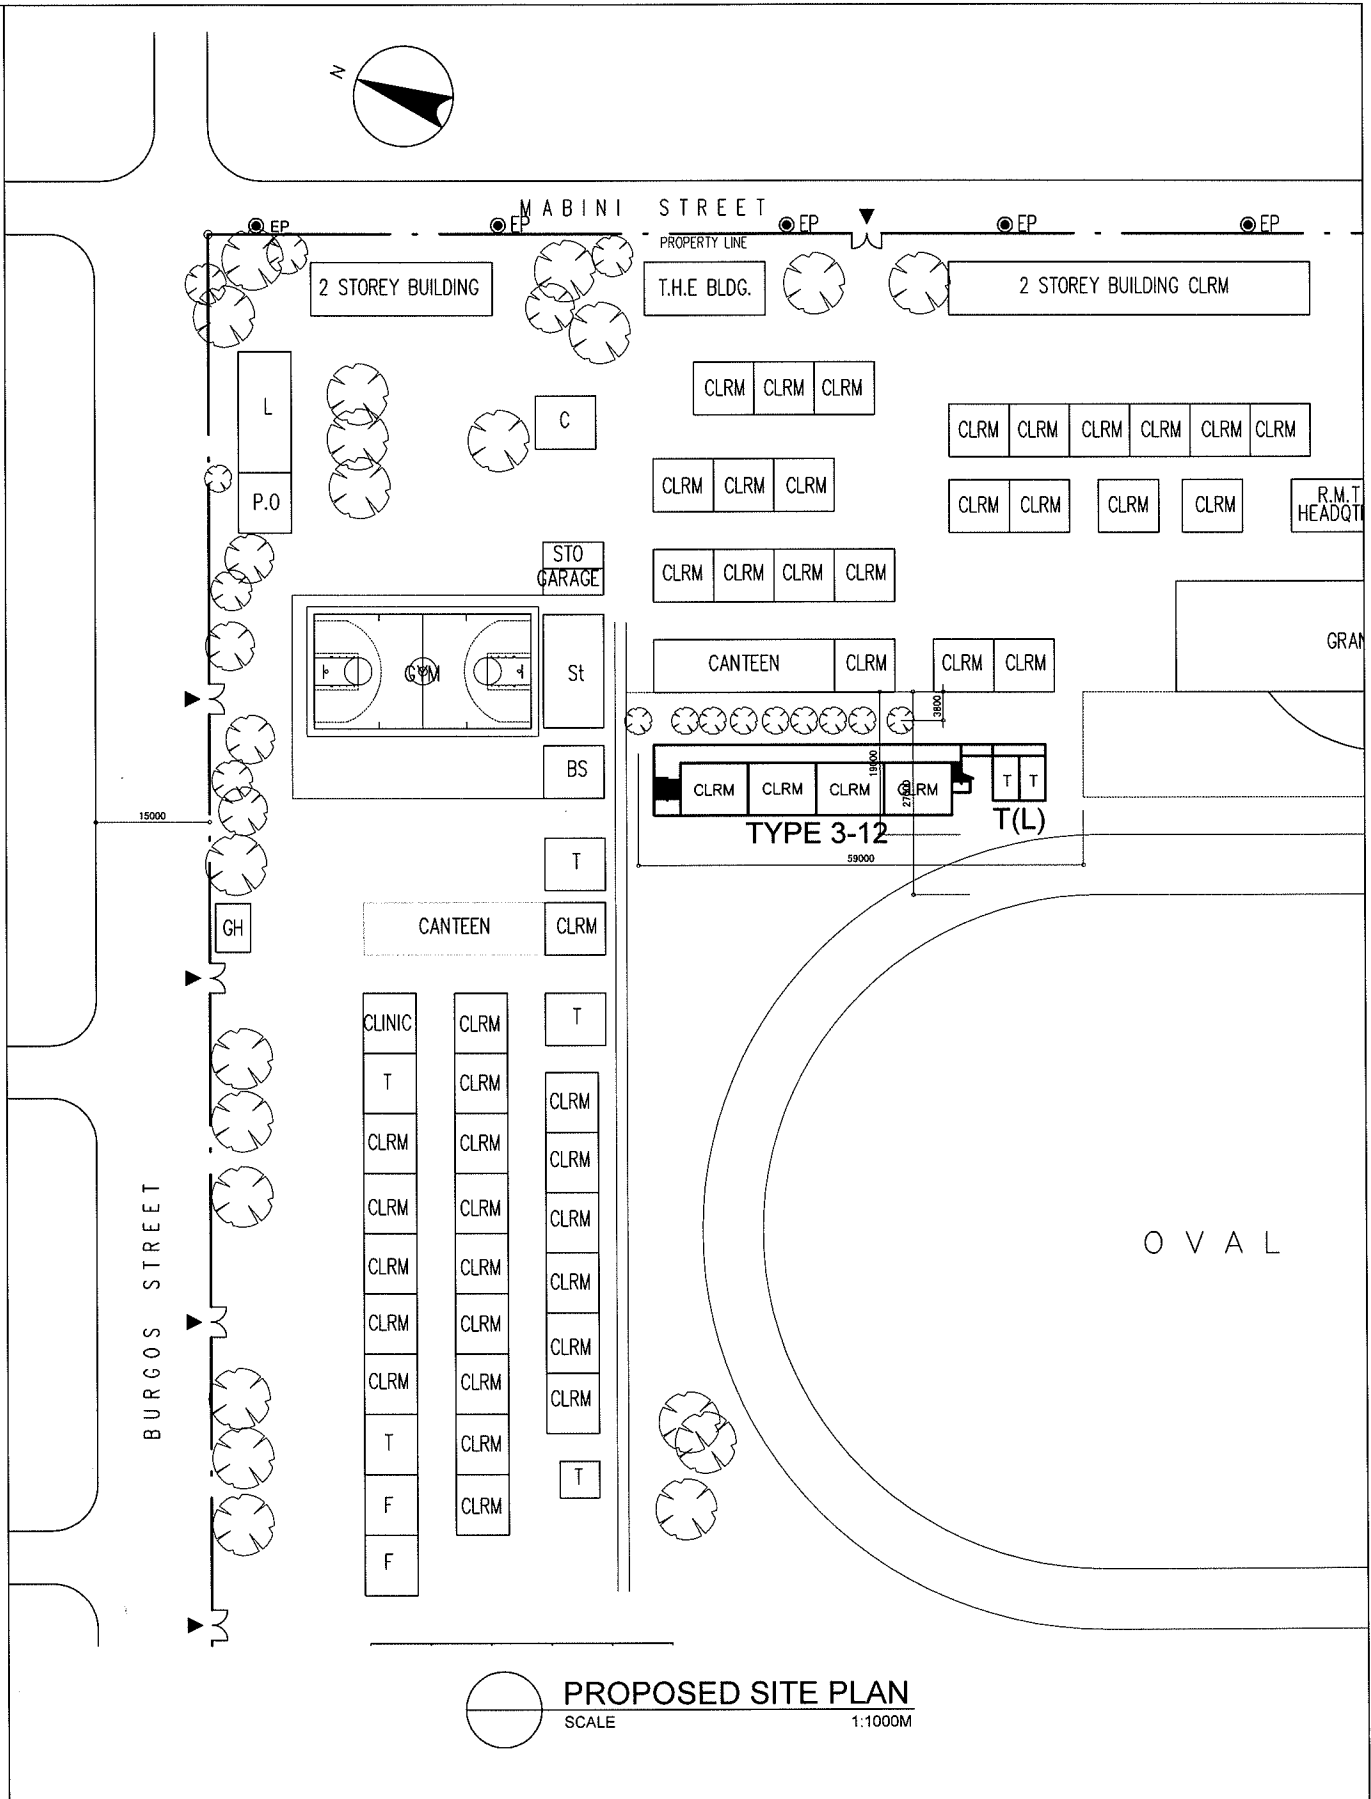 N
MABINI STREET
EP
EP
EP
EP
EP
PROPERTY LINE
2 STOREY BUILDING
T.H.E BLDG.
2 STOREY BUILDING CLRM
L
P.O
C
CLRM CLRM CLRM
CLRM CLRM CLRM CLRM CLRM CLRM
CLRM CLRM CLRM
CLRM CLRM CLRM CLRM
R.M.T
HEADQT
STO
GARAGE
CLRM CLRM CLRM CLRM
GYM
St
CANTEEN CLRM
CLRM CLRM
GRAN
3800
BS
CLRM CLRM CLRM CLRM
19000
T T
TYPE 3-12
T(L)
15000
59000
T
GH
CANTEEN CLRM
CLINIC
T
CLRM
CLRM
CLRM
CLRM
CLRM
T
F
F
CLRM
CLRM
CLRM
CLRM
CLRM
CLRM
CLRM
CLRM
CLRM
T
CLRM
CLRM
CLRM
CLRM
CLRM
CLRM
T
OVAL
BURGOS STREET
PROPOSED SITE PLAN
SCALE 1:1000M